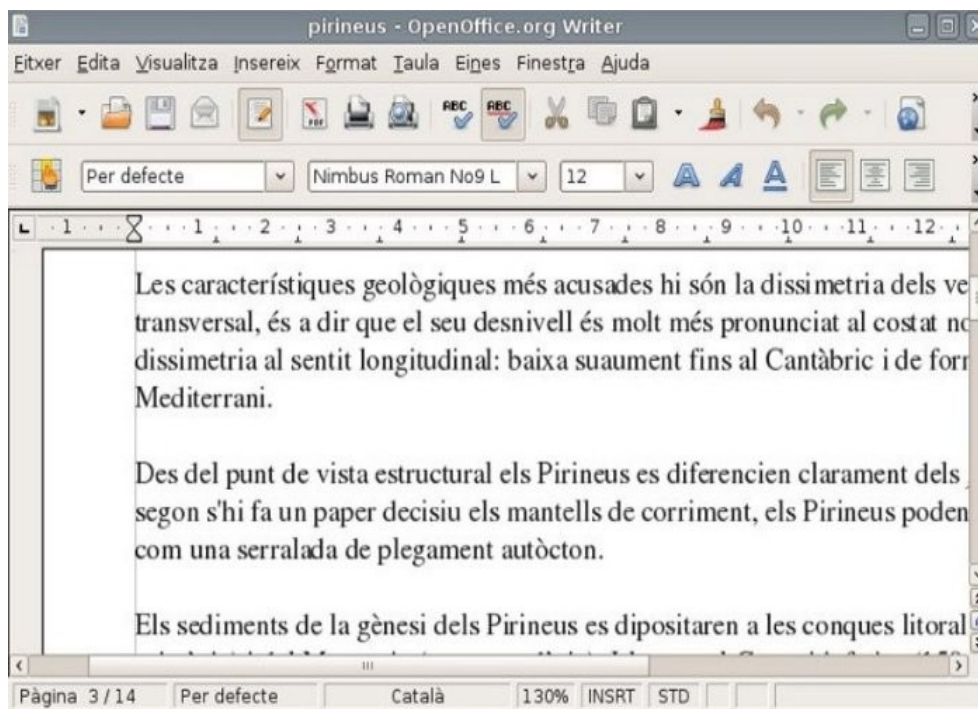 pirineus - OpenOffice.org Writer
Eitxer Edita Visualitza Insereix Format Taula Eines Finestra Ajuda
PDF ABC ABC
Per defecte Nimbus Roman No9 L 12 A A A
1 1 2 3 4 5 6 7 8 9 10 11 12
Les característiques geològiques més acusades hi són la dissimetria dels ve
transversal, és a dir que el seu desnivell és molt més pronunciat al costat no
dissimetria al sentit longitudinal: baixa suaument fins al Cantàbric i de for
Mediterrani.
Des del punt de vista estructural els Pirineus es diferencien clarament dels
segon s'hi fa un paper decisiu els mantells de corriment, els Pirineus poden
com una serralada de plegament autòcton.
Els sediments de la gènesi dels Pirineus es dipositaren a les conques litoral
Pàgina 3 / 14 Per defecte Català 130% INSRT STD